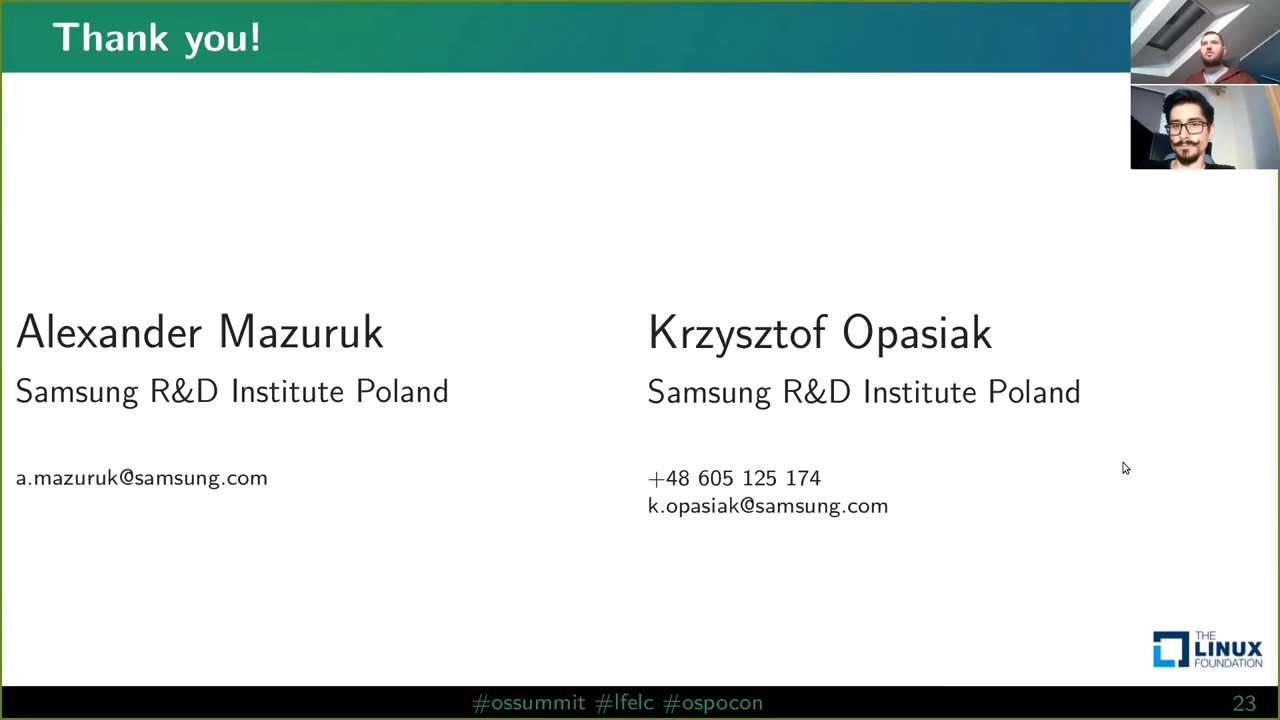 Thank you!
Alexander Mazuruk
Samsung R&D Institute Poland
a.mazuruk@samsung.com
Krzysztof Opasiak
Samsung R&D Institute Poland
+48 605 125 174
k.opasiak@samsung.com
THE
LINUX
FOUNDATION
#ossummit #lfelc #ospocon
23